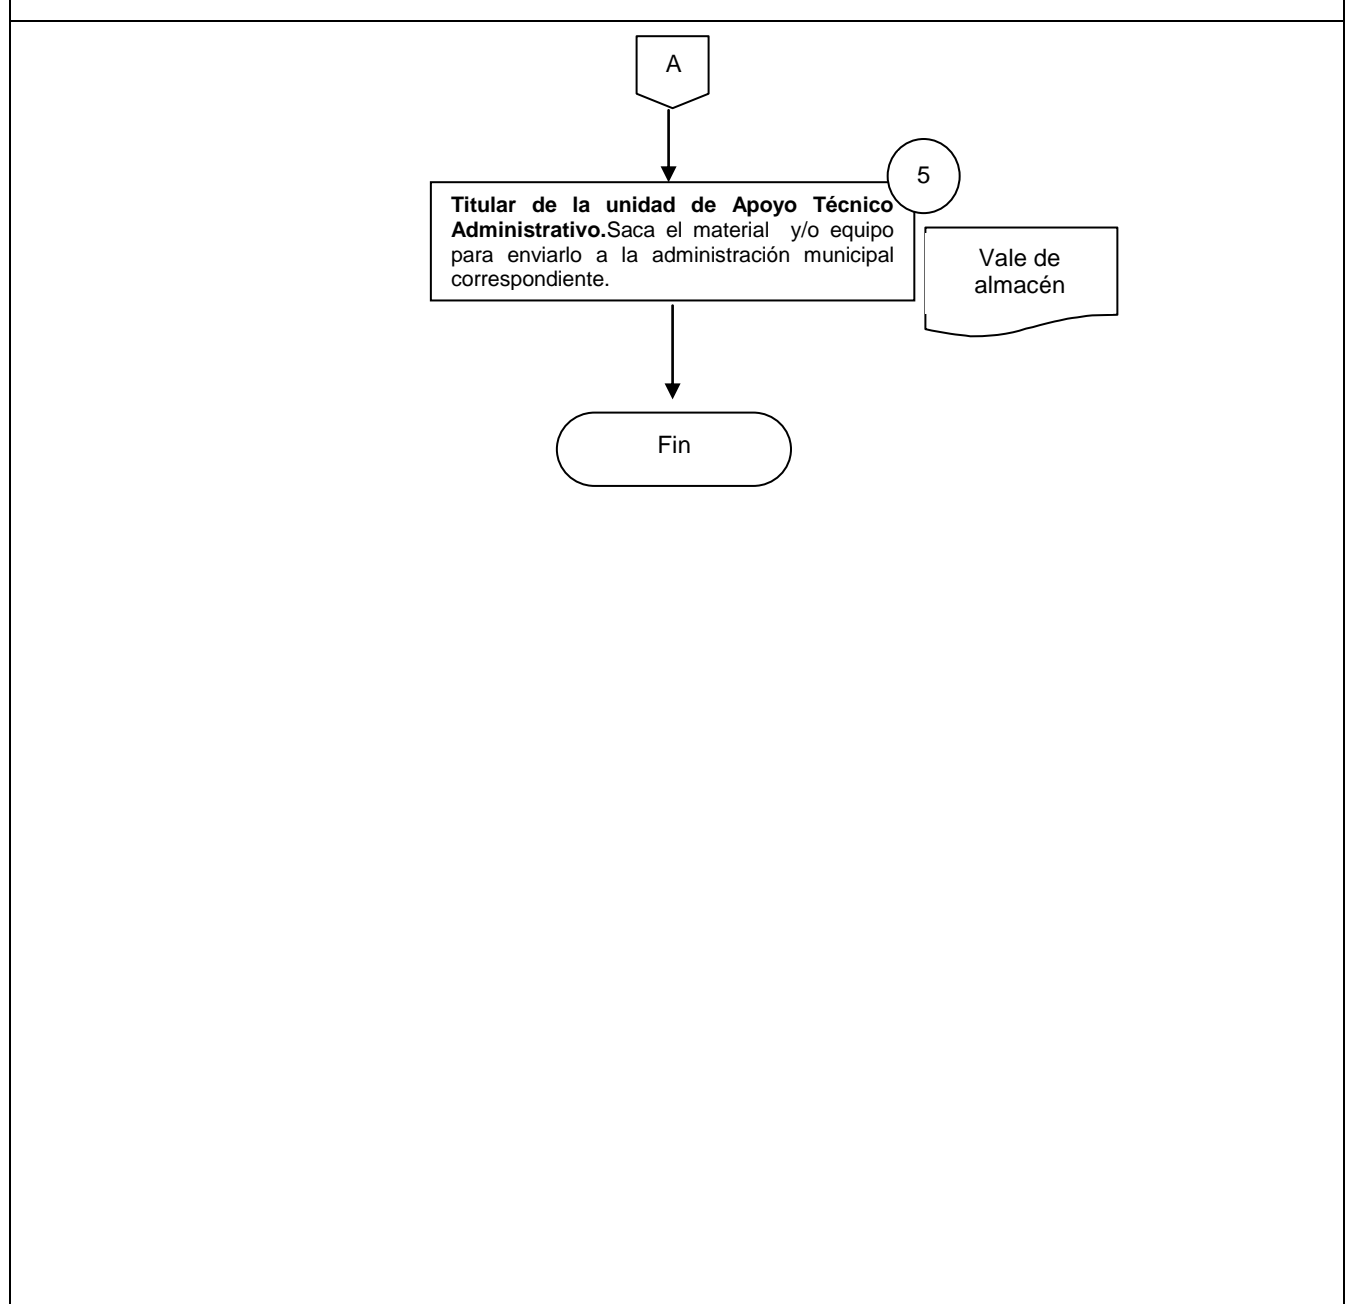 A
5
Titular de la unidad de Apoyo Técnico
Administrativo.Saca el material y/o equipo
para enviarlo a la administración municipal
correspondiente.
Vale de
almacén
Fin